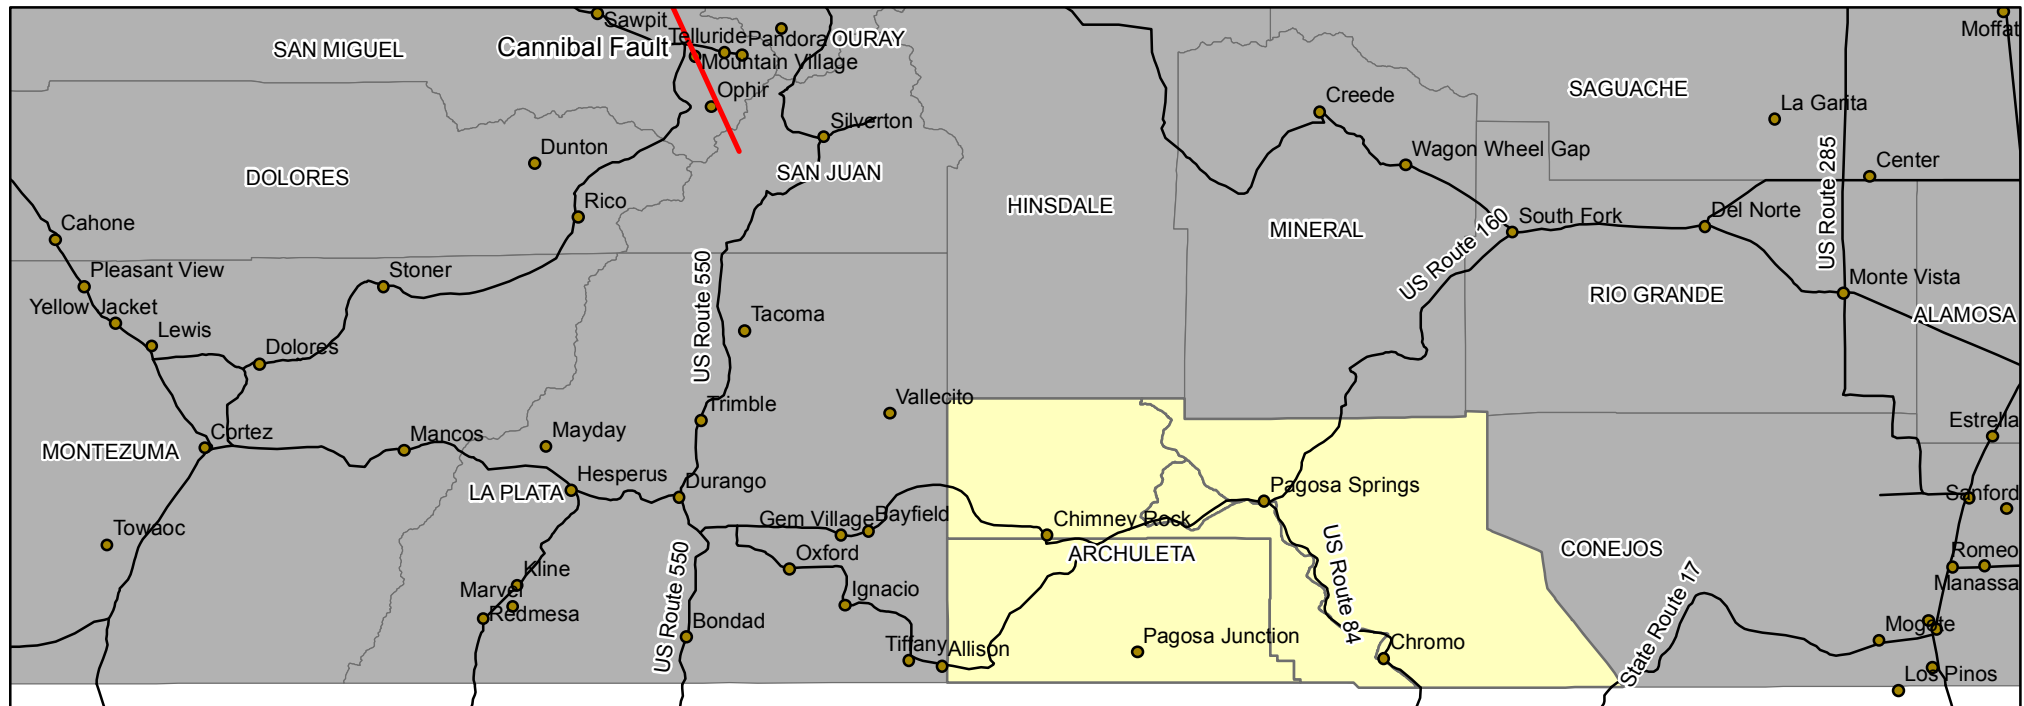 Sawpit
Moffat
SAN MIGUEL
Cannibal Fault
Telluride
Pandora
OURAY
Mountain Village
Ophir
Creede
SAGUACHE
La Garita
Silverton
Dunton
Wagon Wheel Gap
Center
DOLORES
SAN JUAN
HINSDALE
Rico
US Route 285
Cahone
MINERAL
US Route 160
South Fork
Del Norte
Pleasant View
Stoner
US Route 550
Monte Vista
Yellow Jacket
RIO GRANDE
ALAMOSA
Lewis
Tacoma
Dolores
Trimble
Vallecito
Estrella
MONTEZUMA
Cortez
Mancos
Mayday
LA PLATA
Hesperus
Durango
Pagosa Springs
Sanford
Towaoc
Gem Village
Bayfield
Chimney Rock
ARCHULETA
US Route 84
CONEJOS
Romeo
Oxford
Kline
Manassa
Marvel
Redmesa
US Route 550
Ignacio
Bondad
State Route 17
Mogote
Tiffany
Allison
Pagosa Junction
Chromo
Los Pinos